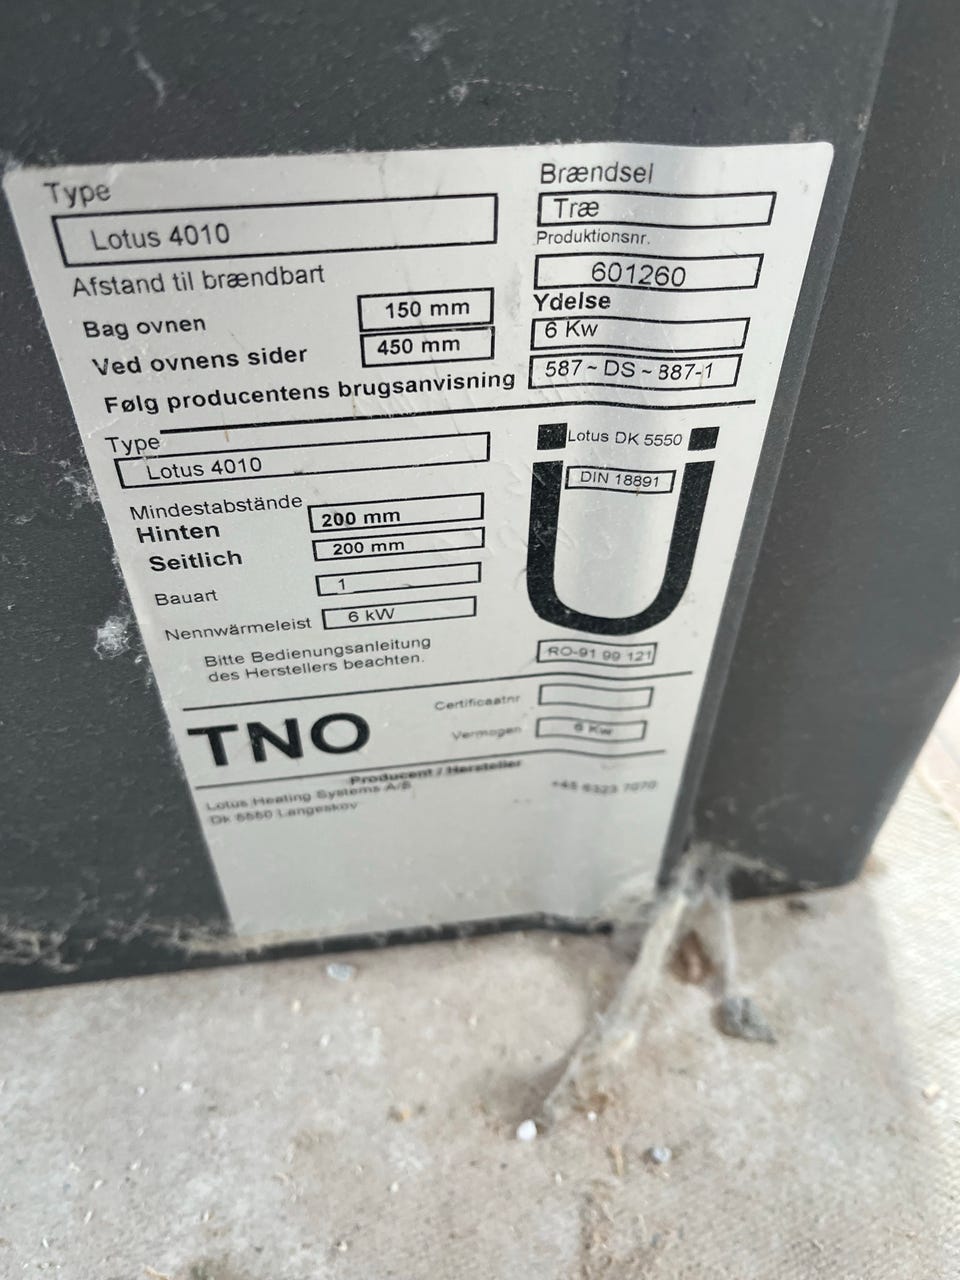 Type
Lotus 4010
Afstand til brændbart
Bag ovnen 150 mm
Ved ovnens sider 450 mm
Følg producentens brugsanvisning
Brændsel
Træ
Produktionsnr.
601260
Ydelse
6 Kw
587 ~ DS ~ 887-1
Type
Lotus 4010
Mindestabstände
Hinten 200 mm
Seitlich 200 mm
Bauart 1
Nennwärmeleist 6 kW
Bitte Bedienungsanleitung
des Herstellers beachten.
Lotus DK 5550
DIN 18891
Ü
RO-91 99 121
TNO
Certificaatnr
Vermogen 6 Kw
Producent / Hersteller
Lotus Heating Systems A/S
Dk 5550 Langeskov
+45 6323 7070